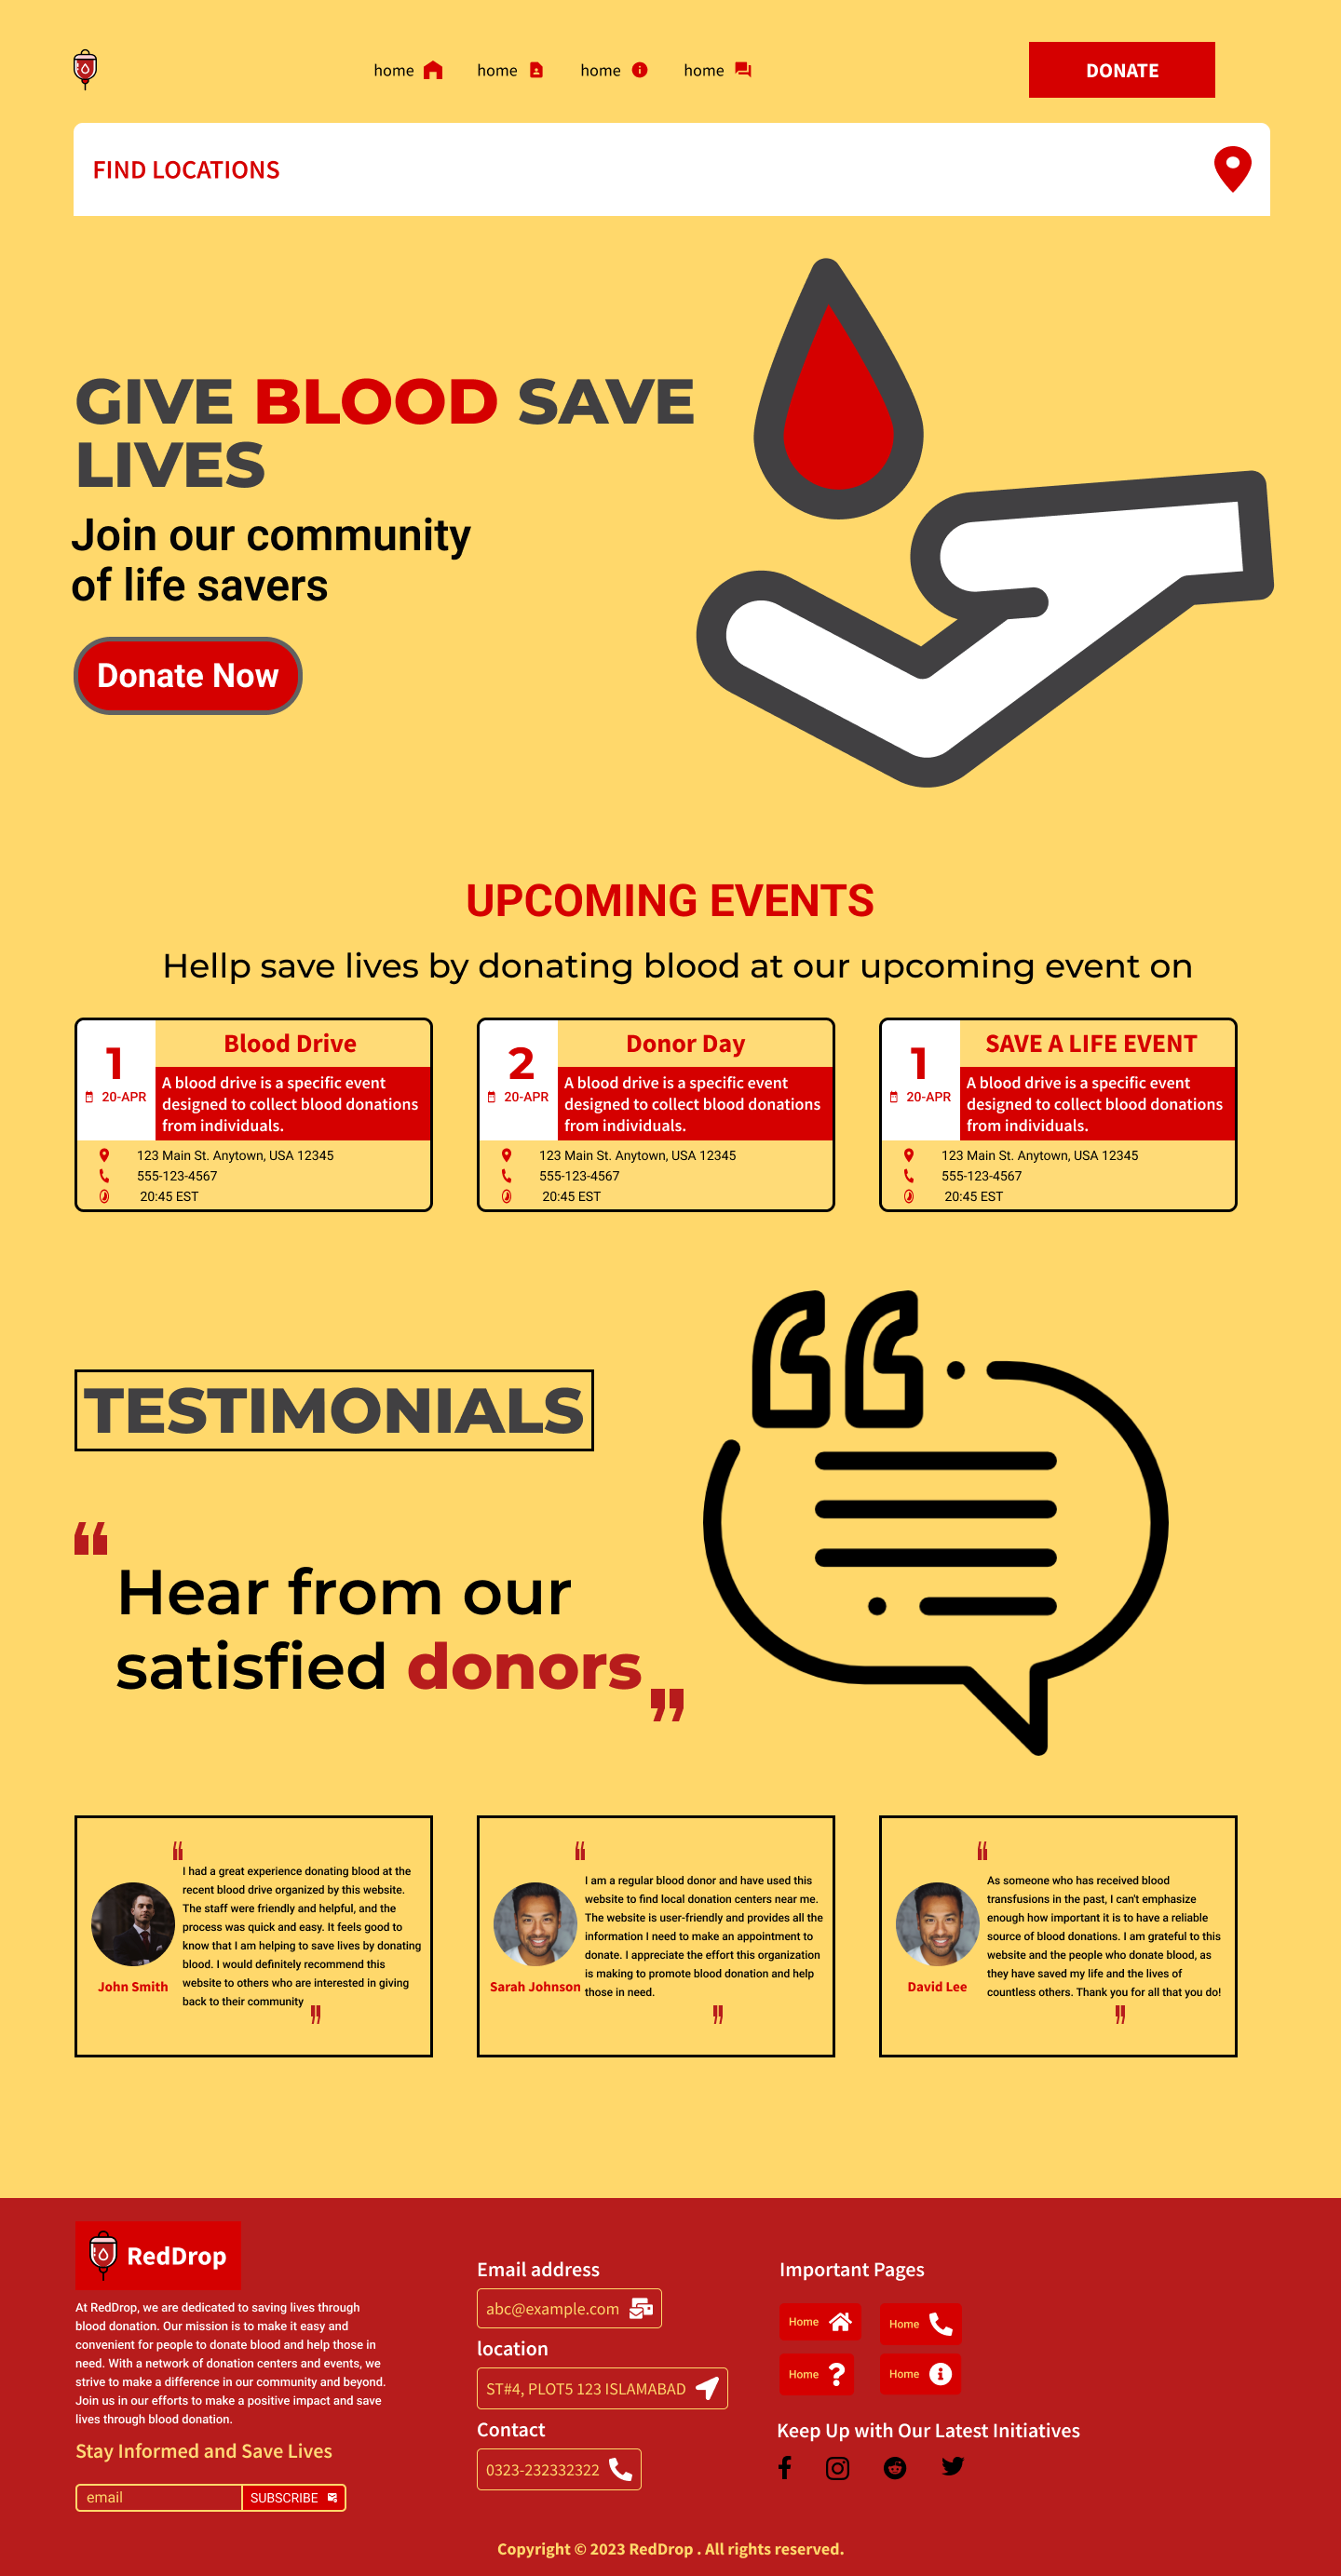 home
home
home
home
DONATE
FIND LOCATIONS
GIVE BLOOD SAVE
LIVES
Join our community
of life savers
Donate Now
UPCOMING EVENTS
Hellp save lives by donating blood at our upcoming event on
1
20-APR
Blood Drive
A blood drive is a specific event
designed to collect blood donations
from individuals.
123 Main St. Anytown, USA 12345
555-123-4567
20:45 EST
2
20-APR
Donor Day
A blood drive is a specific event
designed to collect blood donations
from individuals.
123 Main St. Anytown, USA 12345
555-123-4567
20:45 EST
1
20-APR
SAVE A LIFE EVENT
A blood drive is a specific event
designed to collect blood donations
from individuals.
123 Main St. Anytown, USA 12345
555-123-4567
20:45 EST
TESTIMONIALS
Hear from our
satisfied donors
I had a great experience donating blood at the
recent blood drive organized by this website.
The staff were friendly and helpful, and the
process was quick and easy. It feels good to
know that I am helping to save lives by donating
blood. I would definitely recommend this
website to others who are interested in giving
back to their community
John Smith
I am a regular blood donor and have used this
website to find local donation centers near me.
The website is user-friendly and provides all the
information I need to make an appointment to
donate. I appreciate the effort this organization
is making to promote blood donation and help
those in need.
Sarah Johnson
As someone who has received blood
transfusions in the past, I can't emphasize
enough how important it is to have a reliable
source of blood donations. I am grateful to this
website and the people who donate blood, as
they have saved my life and the lives of
countless others. Thank you for all that you do!
David Lee
RedDrop
At RedDrop, we are dedicated to saving lives through
blood donation. Our mission is to make it easy and
convenient for people to donate blood and help those in
need. With a network of donation centers and events, we
strive to make a difference in our community and beyond.
Join us in our efforts to make a positive impact and save
lives through blood donation.
Stay Informed and Save Lives
email
SUBSCRIBE
Email address
abc@example.com
location
ST#4, PLOT5 123 ISLAMABAD
Contact
0323-232332322
Important Pages
Home
Home
Home
Home
Keep Up with Our Latest Initiatives
Copyright © 2023 RedDrop . All rights reserved.